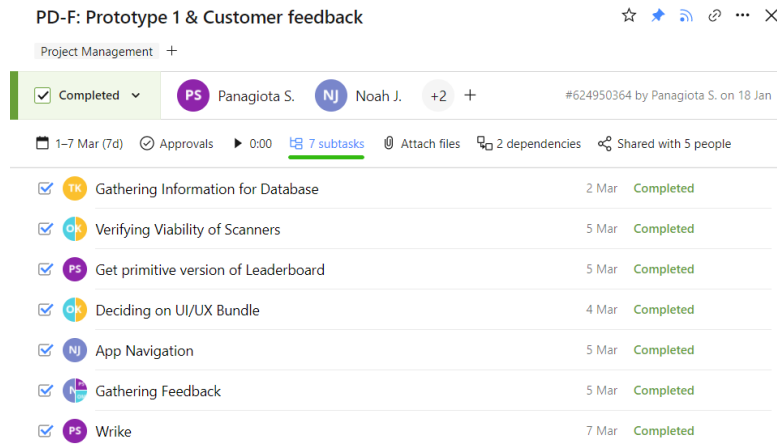 PD-F: Prototype 1 & Customer feedback
Project Management
Completed
PS Panagiota S. NJ Noah J. +2 #624950364 by Panagiota S. on 18 Jan
1–7 Mar (7d) Approvals 0:00 7 subtasks Attach files 2 dependencies Shared with 5 people
TK Gathering Information for Database 2 Mar Completed
OK Verifying Viability of Scanners 5 Mar Completed
PS Get primitive version of Leaderboard 5 Mar Completed
OK Deciding on UI/UX Bundle 4 Mar Completed
NJ App Navigation 5 Mar Completed
Gathering Feedback 5 Mar Completed
PS Wrike 7 Mar Completed